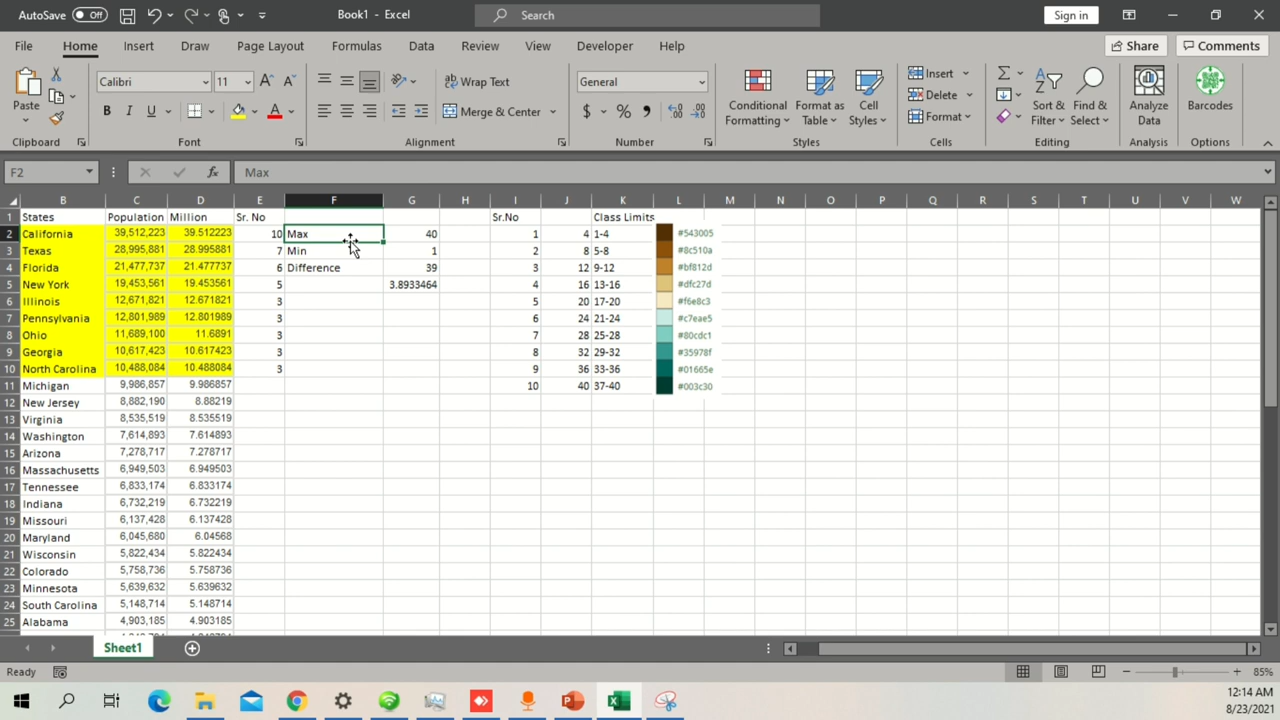 AutoSave Off Book1 - Excel Search Sign in
File Home Insert Draw Page Layout Formulas Data Review View Developer Help Share Comments
Paste Calibri 11 Wrap Text General Conditional Formatting Format as Table Cell Styles Insert Delete Format Sort & Filter Find & Select Analyze Data Barcodes
B I U A Merge & Center $ % ,
Clipboard Font Alignment Number Styles Cells Editing Analysis Options
F2 fx Max
B C D E F G H I J K L M N O P Q R S T U V W
1 States Population Million Sr. No Sr.No Class Limits
2 California 39,512,223 39.512223 10 Max 40 1 4 1-4 #543005
3 Texas 28,995,881 28.995881 7 Min 1 2 8 5-8 #8c510a
4 Florida 21,477,737 21.477737 6 Difference 39 3 12 9-12 #bf812d
5 New York 19,453,561 19.453561 5 3.8933464 4 16 13-16 #dfc27d
6 Illinois 12,671,821 12.671821 3 5 20 17-20 #f6e8c3
7 Pennsylvania 12,801,989 12.801989 3 6 24 21-24 #c7eae5
8 Ohio 11,689,100 11.6891 3 7 28 25-28 #80cdc1
9 Georgia 10,617,423 10.617423 3 8 32 29-32 #35978f
10 North Carolina 10,488,084 10.488084 3 9 36 33-36 #01665e
11 Michigan 9,986,857 9.986857 10 40 37-40 #003c30
12 New Jersey 8,882,190 8.88219
13 Virginia 8,535,519 8.535519
14 Washington 7,614,893 7.614893
15 Arizona 7,278,717 7.278717
16 Massachusetts 6,949,503 6.949503
17 Tennessee 6,833,174 6.833174
18 Indiana 6,732,219 6.732219
19 Missouri 6,137,428 6.137428
20 Maryland 6,045,680 6.04568
21 Wisconsin 5,822,434 5.822434
22 Colorado 5,758,736 5.758736
23 Minnesota 5,639,632 5.639632
24 South Carolina 5,148,714 5.148714
25 Alabama 4,903,185 4.903185
Sheet1
Ready 85%
12:14 AM
8/23/2021